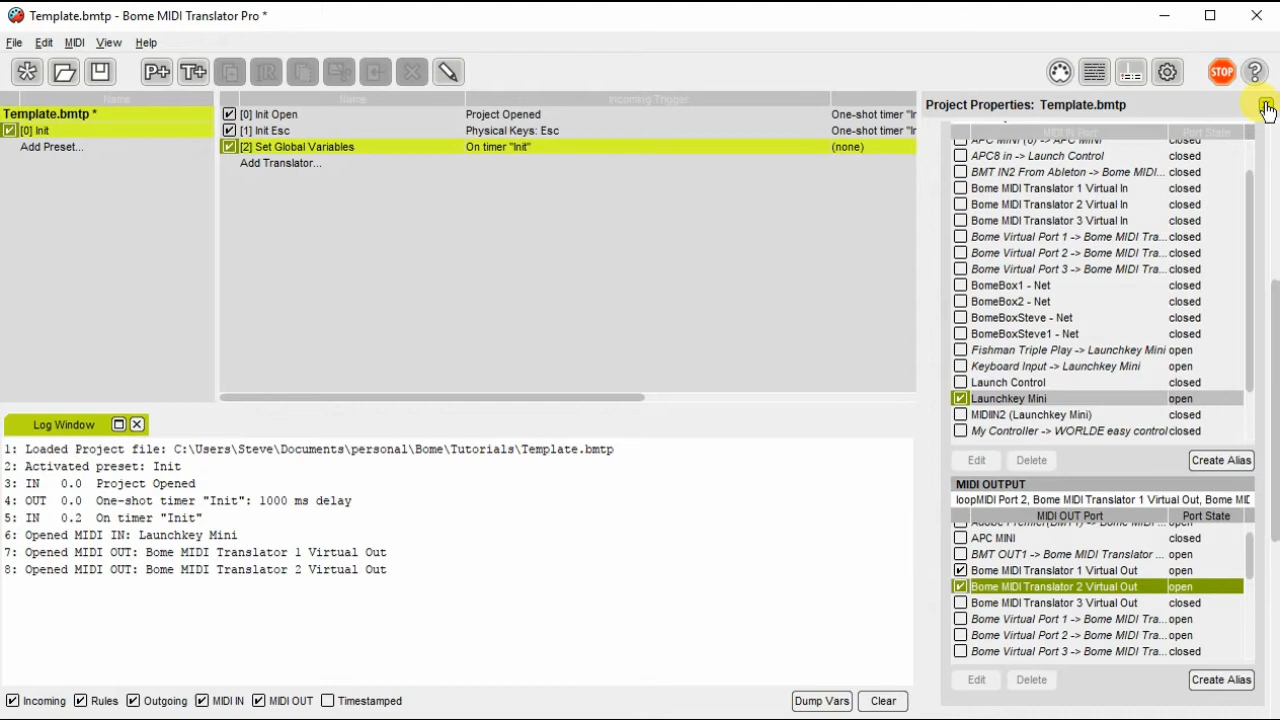 Template.bmtp - Bome MIDI Translator Pro *
File Edit MIDI View Help
P+ T+ STOP ?
Name
Template.bmtp *
[0] Init
Add Preset...
Name Incoming Trigger
[0] Init Open Project Opened One-shot timer "Ir
[1] Init Esc Physical Keys: Esc One-shot timer "Ir
[2] Set Global Variables On timer "Init" (none)
Add Translator...
Project Properties: Template.bmtp
MIDI IN Port Port State
closed
APC8 in -> Launch Control closed
BMT IN2 From Ableton -> Bome MIDI... closed
Bome MIDI Translator 1 Virtual In closed
Bome MIDI Translator 2 Virtual In closed
Bome MIDI Translator 3 Virtual In closed
Bome Virtual Port 1 -> Bome MIDI Tra... closed
Bome Virtual Port 2 -> Bome MIDI Tra... closed
Bome Virtual Port 3 -> Bome MIDI Tra... closed
BomeBox1 - Net closed
BomeBox2 - Net closed
BomeBoxSteve - Net closed
BomeBoxSteve1 - Net closed
Fishman Triple Play -> Launchkey Mini open
Keyboard Input -> Launchkey Mini open
Launch Control closed
Launchkey Mini open
MIDIIN2 (Launchkey Mini) closed
My Controller -> WORLDE easy control closed
Edit Delete Create Alias
MIDI OUTPUT
loopMIDI Port 2, Bome MIDI Translator 1 Virtual Out, Bome MID
MIDI OUT Port Port State
open
APC MINI closed
BMT OUT1 -> Bome MIDI Translator ... open
Bome MIDI Translator 1 Virtual Out open
Bome MIDI Translator 2 Virtual Out open
Bome MIDI Translator 3 Virtual Out closed
Bome Virtual Port 1 -> Bome MIDI Tra... open
Bome Virtual Port 2 -> Bome MIDI Tra... open
Bome Virtual Port 3 -> Bome MIDI Tra... closed
Edit Delete Create Alias
Log Window
1: Loaded Project file: C:\Users\Steve\Documents\personal\Bome\Tutorials\Template.bmtp
2: Activated preset: Init
3: IN 0.0 Project Opened
4: OUT 0.0 One-shot timer "Init": 1000 ms delay
5: IN 0.2 On timer "Init"
6: Opened MIDI IN: Launchkey Mini
7: Opened MIDI OUT: Bome MIDI Translator 1 Virtual Out
8: Opened MIDI OUT: Bome MIDI Translator 2 Virtual Out
Incoming Rules Outgoing MIDI IN MIDI OUT Timestamped Dump Vars Clear